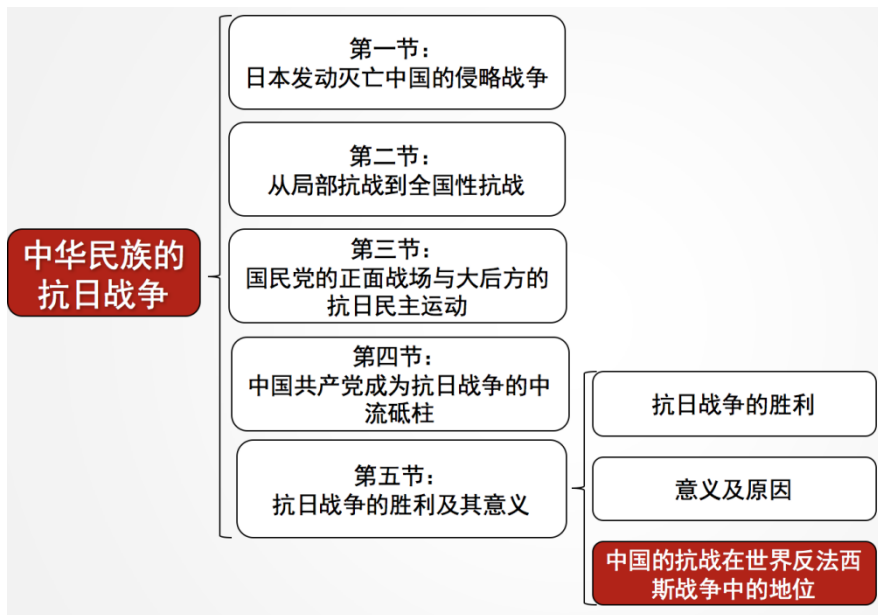 中华民族的
抗日战争
第一节：
日本发动灭亡中国的侵略战争
第二节：
从局部抗战到全国性抗战
第三节：
国民党的正面战场与大后方的
抗日民主运动
第四节：
中国共产党成为抗日战争的中
流砥柱
第五节：
抗日战争的胜利及其意义
抗日战争的胜利
意义及原因
中国的抗战在世界反法西
斯战争中的地位